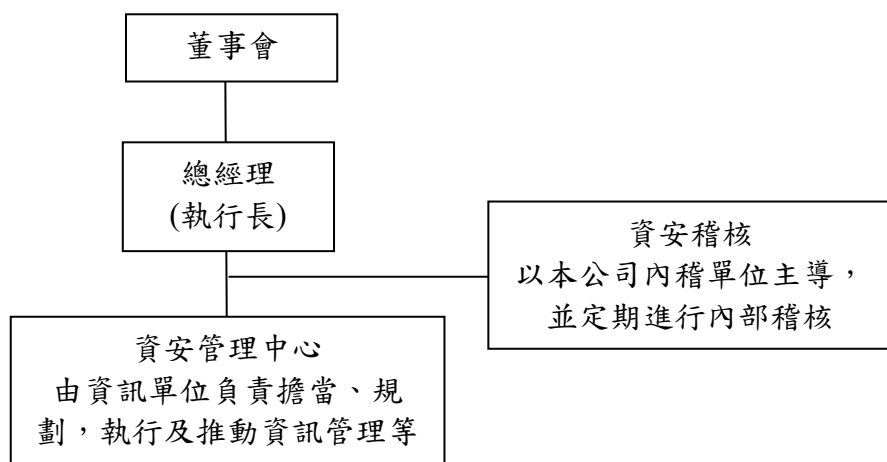 董事會
總經理
(執行長)
資安稽核
以本公司內稽單位主導，
並定期進行內部稽核
資安管理中心
由資訊單位負責擔當、規
劃，執行及推動資訊管理等